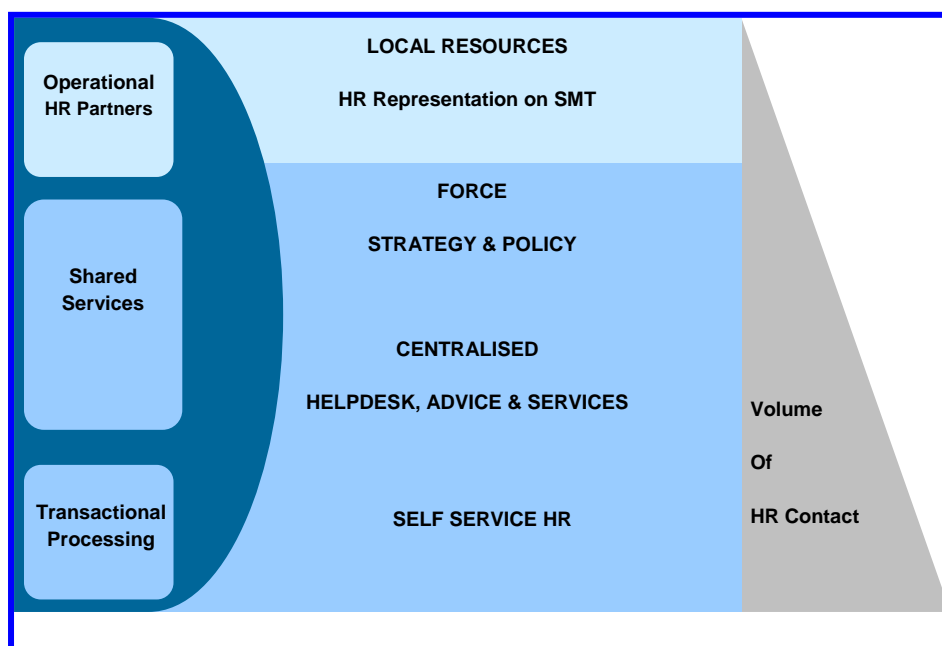 Operational
HR Partners
LOCAL RESOURCES
HR Representation on SMT
Shared
Services
FORCE
STRATEGY & POLICY
CENTRALISED
HELPDESK, ADVICE & SERVICES
Transactional
Processing
SELF SERVICE HR
Volume
Of
HR Contact